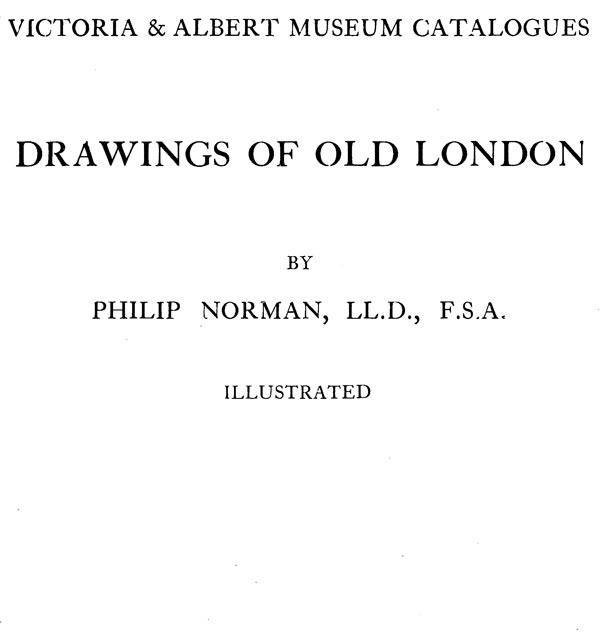 VICTORIA & ALBERT MUSEUM CATALOGUES
DRAWINGS OF OLD LONDON
BY
PHILIP NORMAN, LL.D., F.S.A.
ILLUSTRATED